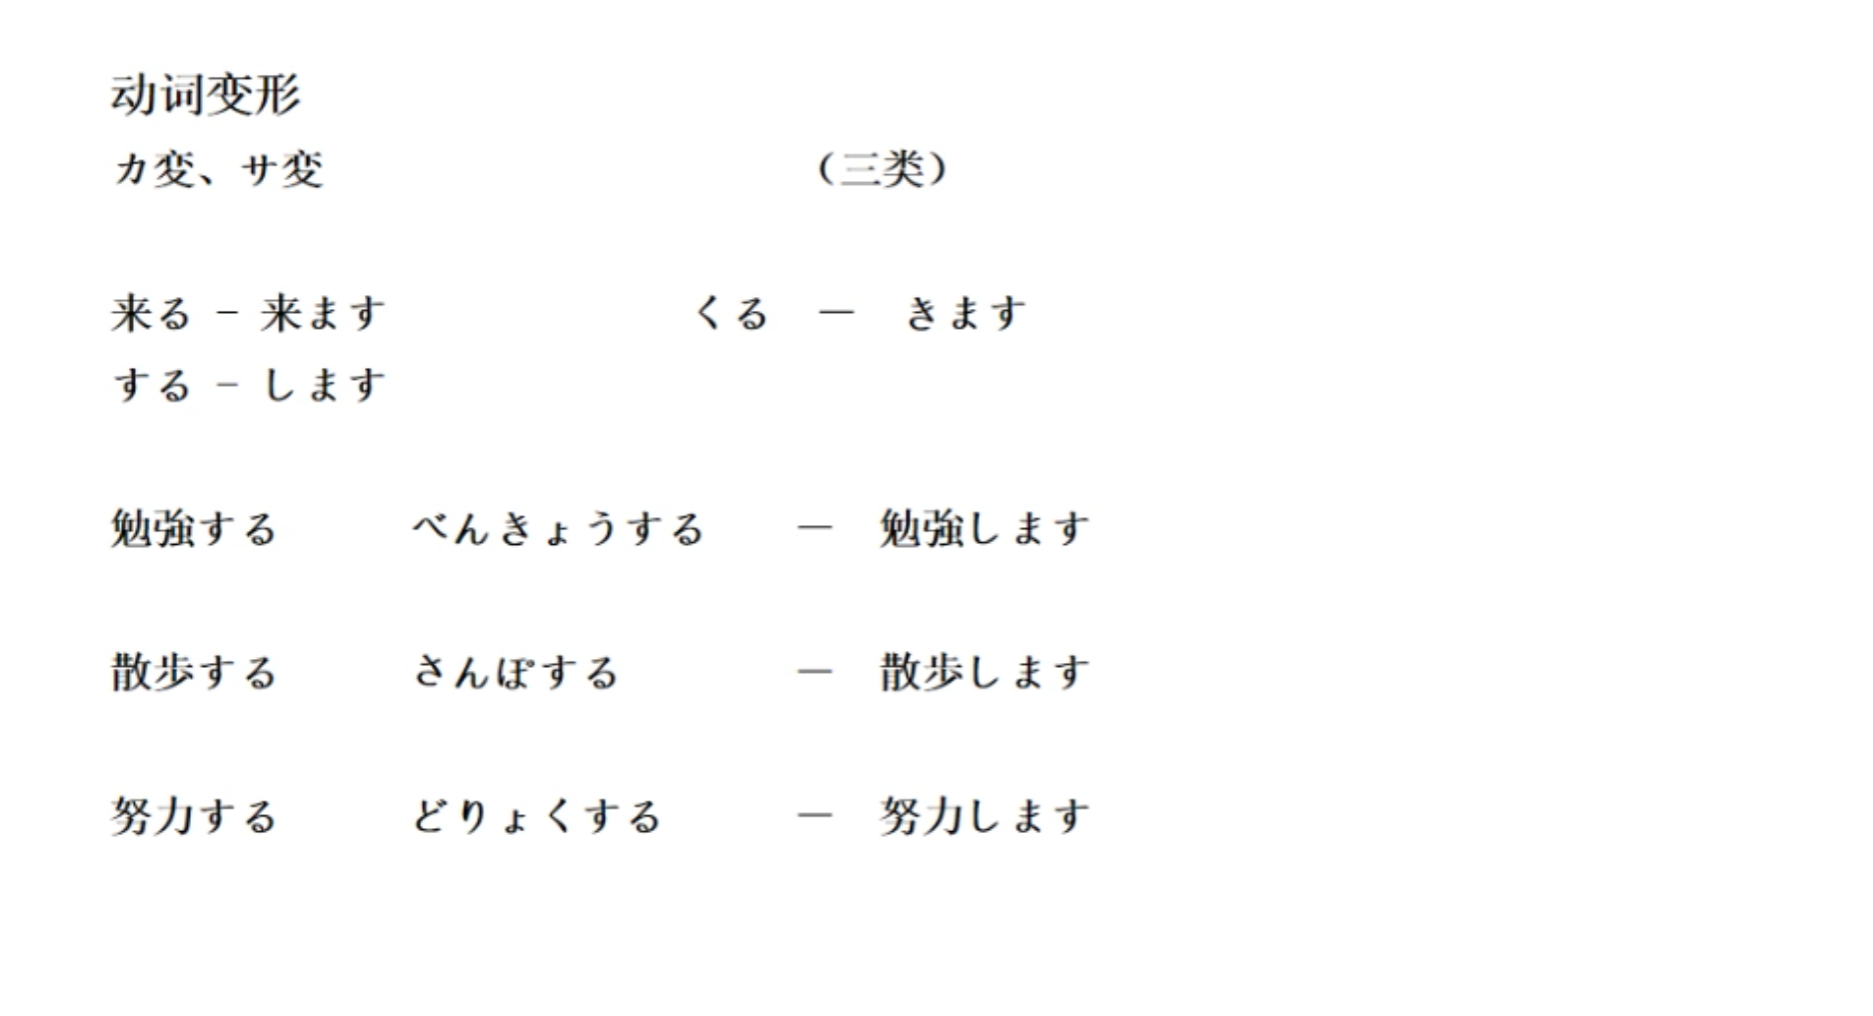 动词变形
カ変、サ変 （三类）
来る - 来ます くる — きます
する - します
勉強する べんきょうする — 勉強します
散歩する さんぽする — 散歩します
努力する どりょくする — 努力します